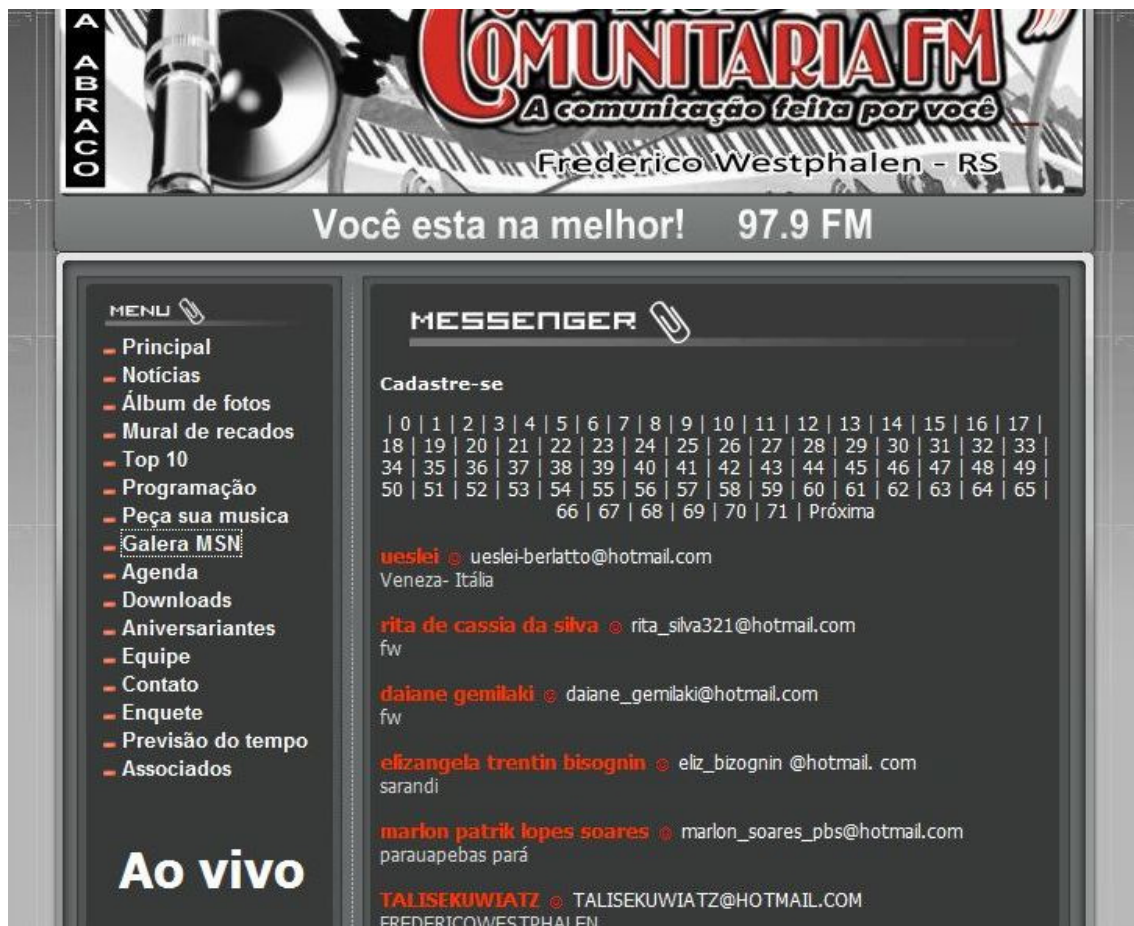 A ABRAÇO
COMUNITARIA FM
A comunicação feita por você
Frederico Westphalen - RS
Você esta na melhor! 97.9 FM
MENU
Principal
Notícias
Álbum de fotos
Mural de recados
Top 10
Programação
Peça sua musica
Galera MSN
Agenda
Downloads
Aniversariantes
Equipe
Contato
Enquete
Previsão do tempo
Associados
Ao vivo
MESSENGER
Cadastre-se
| 0 | 1 | 2 | 3 | 4 | 5 | 6 | 7 | 8 | 9 | 10 | 11 | 12 | 13 | 14 | 15 | 16 | 17 |
18 | 19 | 20 | 21 | 22 | 23 | 24 | 25 | 26 | 27 | 28 | 29 | 30 | 31 | 32 | 33 |
34 | 35 | 36 | 37 | 38 | 39 | 40 | 41 | 42 | 43 | 44 | 45 | 46 | 47 | 48 | 49 |
50 | 51 | 52 | 53 | 54 | 55 | 56 | 57 | 58 | 59 | 60 | 61 | 62 | 63 | 64 | 65 |
66 | 67 | 68 | 69 | 70 | 71 | Próxima
ueslei ueslei-berlatto@hotmail.com
Veneza- Itália
rita de cassia da silva rita_silva321@hotmail.com
fw
daiane gemilaki daiane_gemilaki@hotmail.com
fw
elizangela trentin bisognin eliz_bizognin @hotmail. com
sarandi
marlon patrik lopes soares marlon_soares_pbs@hotmail.com
parauapebas pará
TALISEKUWIATZ TALISEKUWIATZ@HOTMAIL.COM
FREDERICOWESTPHALEN